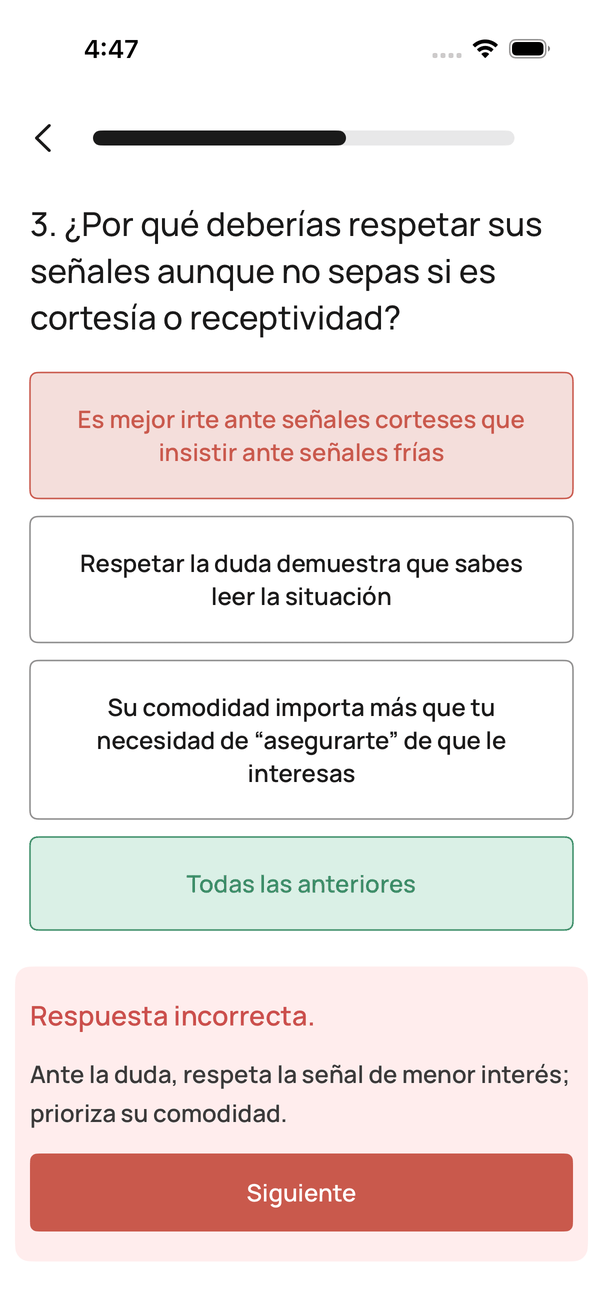 4:47
3. ¿Por qué deberías respetar sus
señales aunque no sepas si es
cortesía o receptividad?
Es mejor irte ante señales corteses que
insistir ante señales frías
Respetar la duda demuestra que sabes
leer la situación
Su comodidad importa más que tu
necesidad de “asegurarte” de que le
interesas
Todas las anteriores
Respuesta incorrecta.
Ante la duda, respeta la señal de menor interés;
prioriza su comodidad.
Siguiente